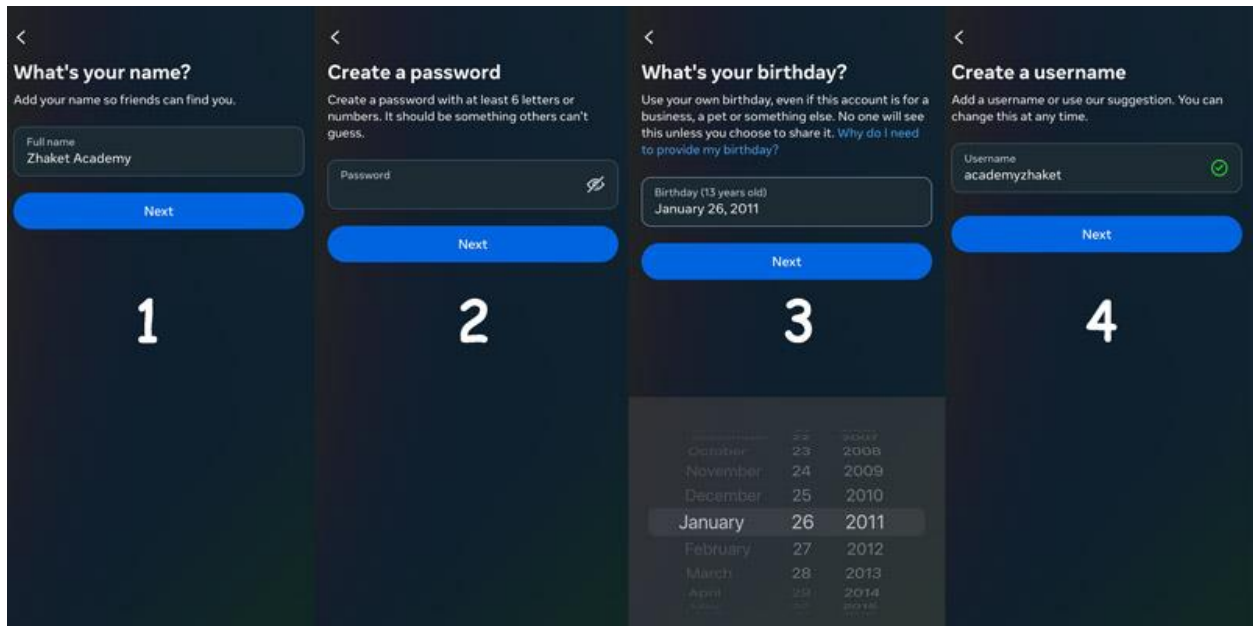 What's your name?
Add your name so friends can find you.
Full name
Zhaket Academy
Next
1
Create a password
Create a password with at least 6 letters or
numbers. It should be something others can't
guess.
Password
Next
2
What's your birthday?
Use your own birthday, even if this account is for a
business, a pet or something else. No one will see
this unless you choose to share it. Why do I need
to provide my birthday?
Birthday (13 years old)
January 26, 2011
Next
3
22 2007
October 23 2008
November 24 2009
December 25 2010
January 26 2011
February 27 2012
March 28 2013
April 29 2014
2015
Create a username
Add a username or use our suggestion. You can
change this at any time.
Username
academyzhaket
Next
4